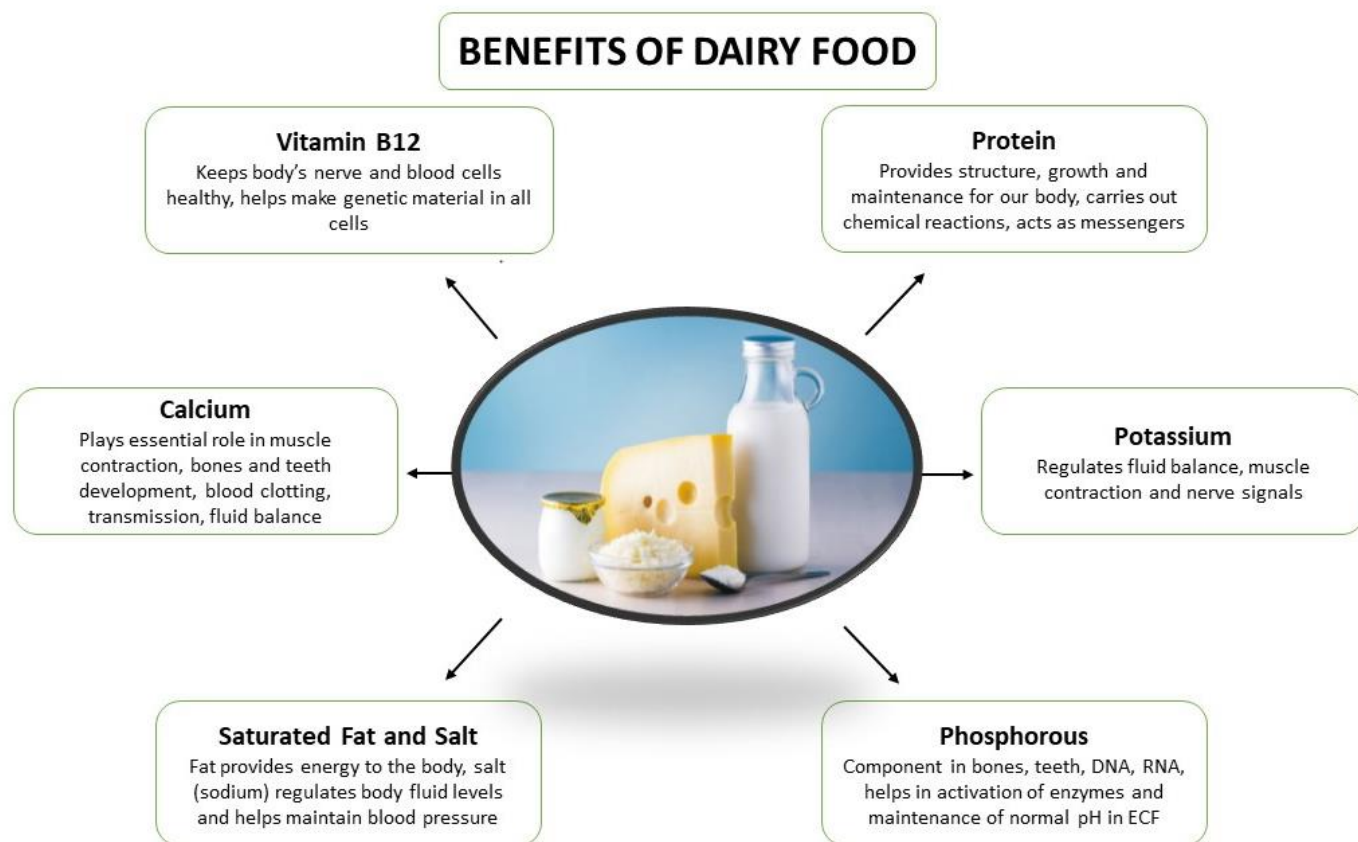 BENEFITS OF DAIRY FOOD
Vitamin B12
Keeps body's nerve and blood cells
healthy, helps make genetic material in all
cells
Protein
Provides structure, growth and
maintenance for our body, carries out
chemical reactions, acts as messengers
Calcium
Plays essential role in muscle
contraction, bones and teeth
development, blood clotting,
transmission, fluid balance
Potassium
Regulates fluid balance, muscle
contraction and nerve signals
Saturated Fat and Salt
Fat provides energy to the body, salt
(sodium) regulates body fluid levels
and helps maintain blood pressure
Phosphorous
Component in bones, teeth, DNA, RNA,
helps in activation of enzymes and
maintenance of normal pH in ECF